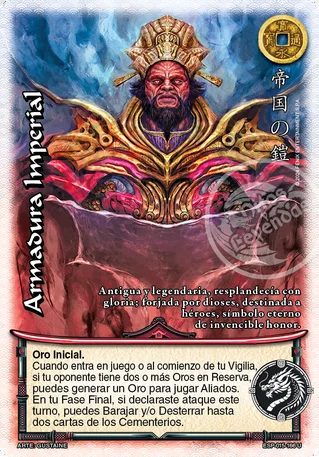 Armadura Imperial
帝国の鎧
Antigua y legendaria, resplandecía con
gloria; forjada por dioses, destinada a
héroes, símbolo eterno
de invencible honor.
Oro Inicial.
Cuando entra en juego o al comienzo de tu Vigilia,
si tu oponente tiene dos o más Oros en Reserva,
puedes generar un Oro para jugar Aliados.
En tu Fase Final, si declaraste ataque este
turno, puedes Barajar y/o Desterrar hasta
dos cartas de los Cementerios.
ARTE: GUSTAINE